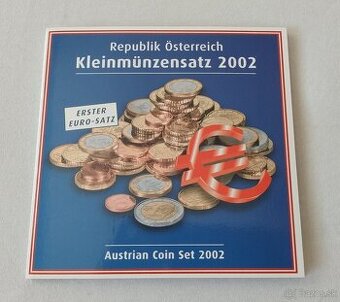 Republik Österreich
Kleinmünzensatz 2002
ERSTER
EURO-SATZ
Austrian Coin Set 2002